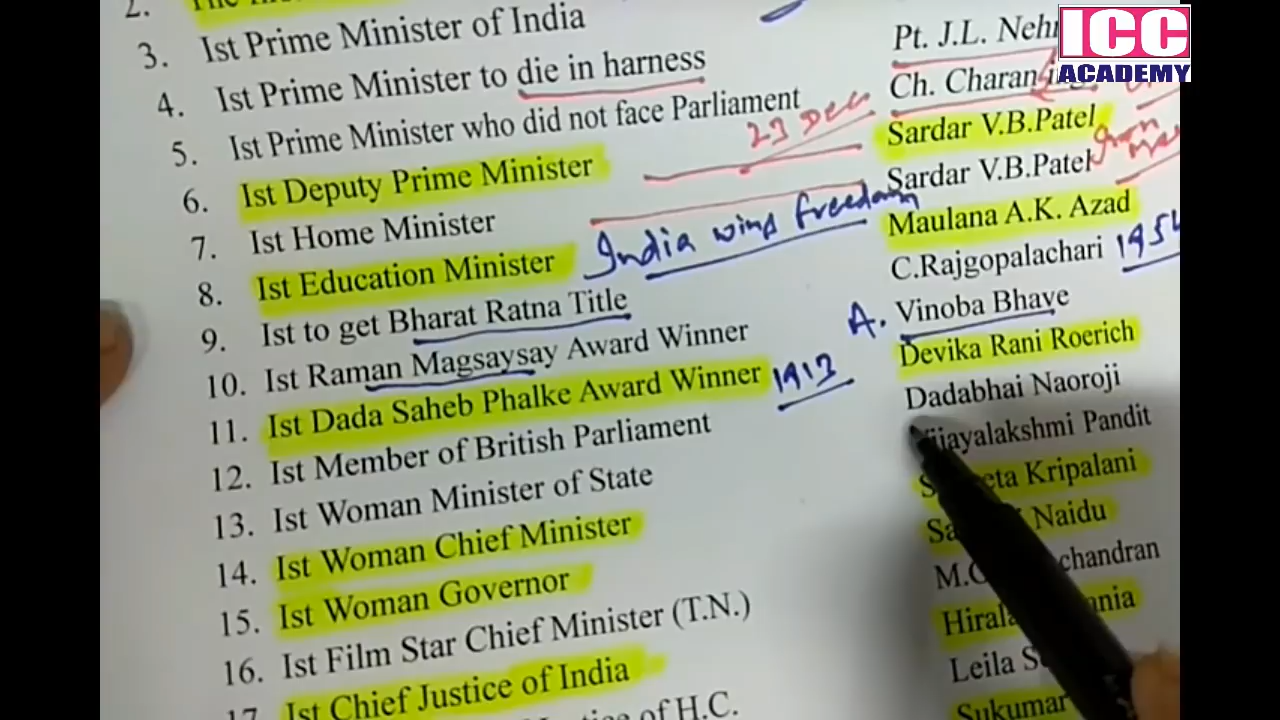 ICC
ACADEMY
2.
3. Ist Prime Minister of India
4. Ist Prime Minister to die in harness Pt. J.L. Nehr
5. Ist Prime Minister who did not face Parliament Ch. Charan
23 Dec
6. Ist Deputy Prime Minister Sardar V.B.Patel
7. Ist Home Minister Sardar V.B.Patel
India wins freedom
8. Ist Education Minister Maulana A.K. Azad
9. Ist to get Bharat Ratna Title C.Rajgopalachari 1954
10. Ist Raman Magsaysay Award Winner A. Vinoba Bhave
11. Ist Dada Saheb Phalke Award Winner 1913 Devika Rani Roerich
12. Ist Member of British Parliament Dadabhai Naoroji
13. Ist Woman Minister of State Vijayalakshmi Pandit
14. Ist Woman Chief Minister Kripalani
15. Ist Woman Governor Naidu
16. Ist Film Star Chief Minister (T.N.) chandran
17. Ist Chief Justice of India
of H.C. Leila
Sukumar